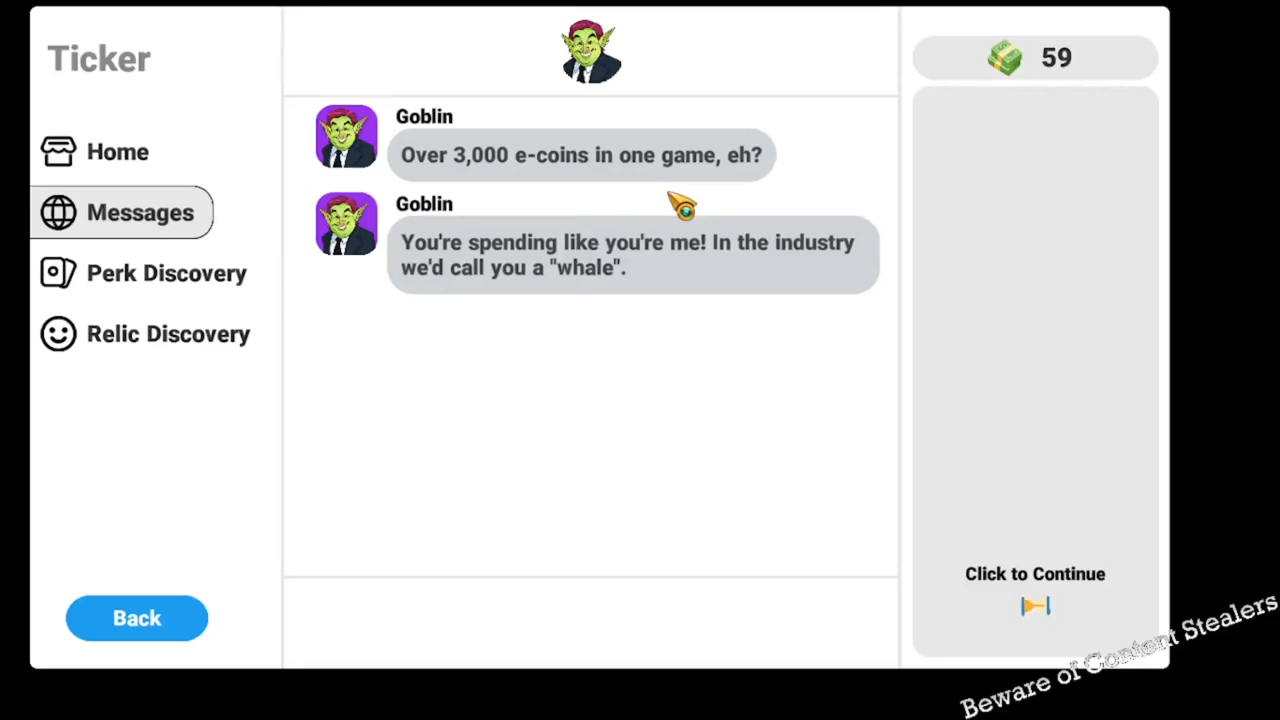 Ticker
Home
Messages
Perk Discovery
Relic Discovery
Back
Goblin
Over 3,000 e-coins in one game, eh?
Goblin
You're spending like you're me! In the industry
we'd call you a "whale".
59
Click to Continue
Beware of Content Stealers